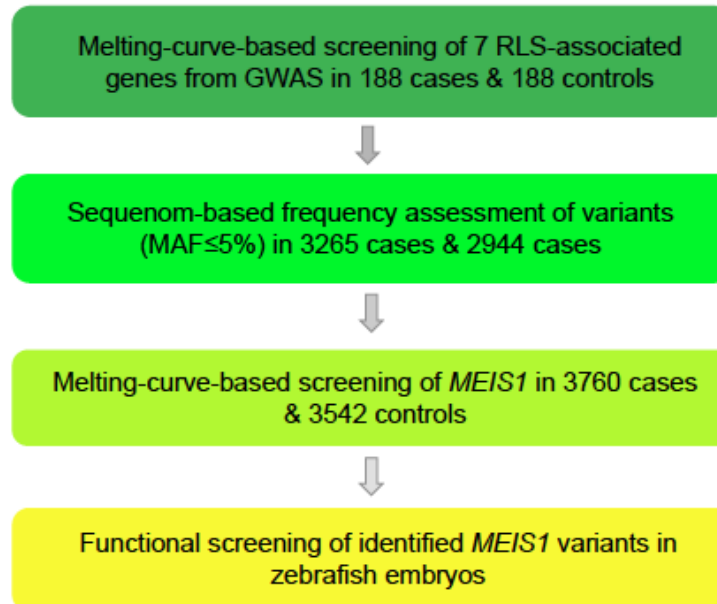 Melting-curve-based screening of 7 RLS-associated
genes from GWAS in 188 cases & 188 controls
Sequenom-based frequency assessment of variants
(MAF≤5%) in 3265 cases & 2944 cases
Melting-curve-based screening of MEIS1 in 3760 cases
& 3542 controls
Functional screening of identified MEIS1 variants in
zebrafish embryos